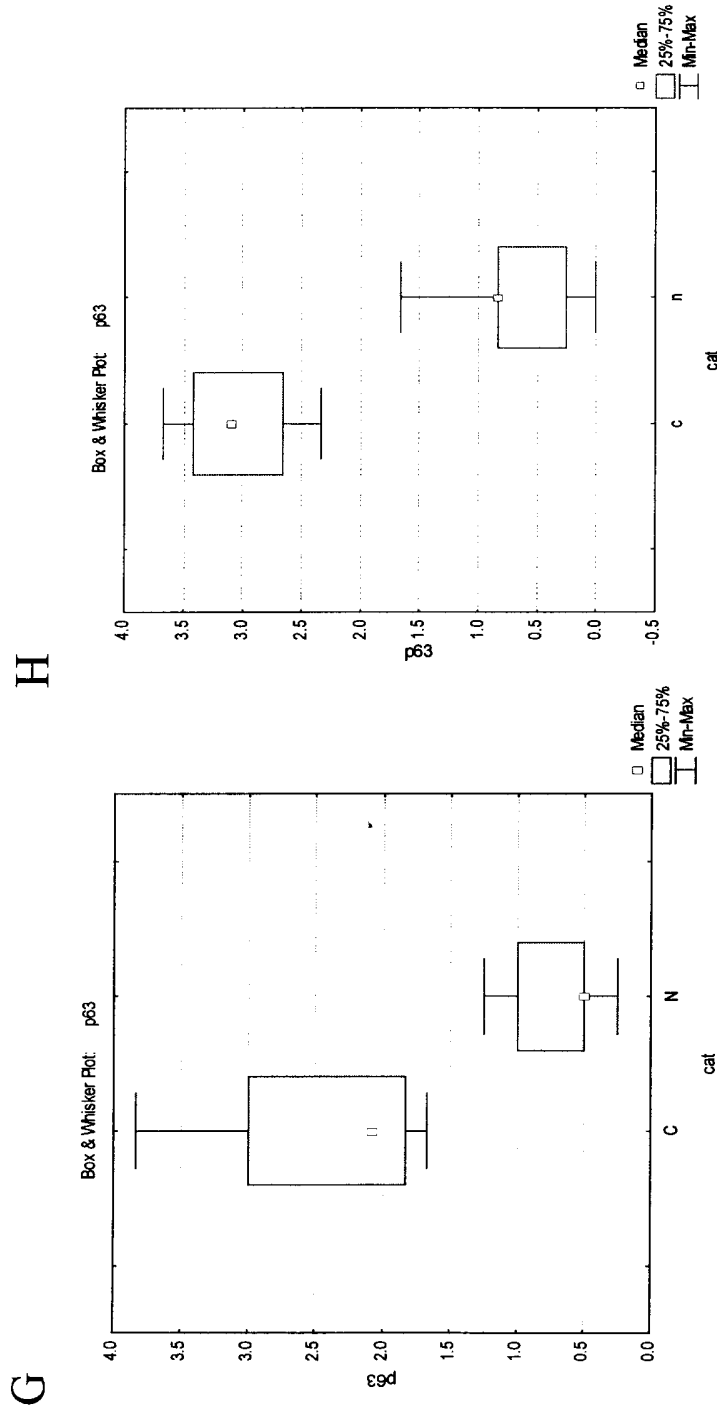 G
Box & Whisker Plot: p63
4.0
3.5
3.0
2.5
2.0
1.5
1.0
0.5
0.0
p63
C
N
cat
Median
25%-75%
Min-Max
H
Box & Whisker Plot: p63
4.0
3.5
3.0
2.5
2.0
1.5
1.0
0.5
0.0
-0.5
p63
c
n
cat
Median
25%-75%
Min-Max